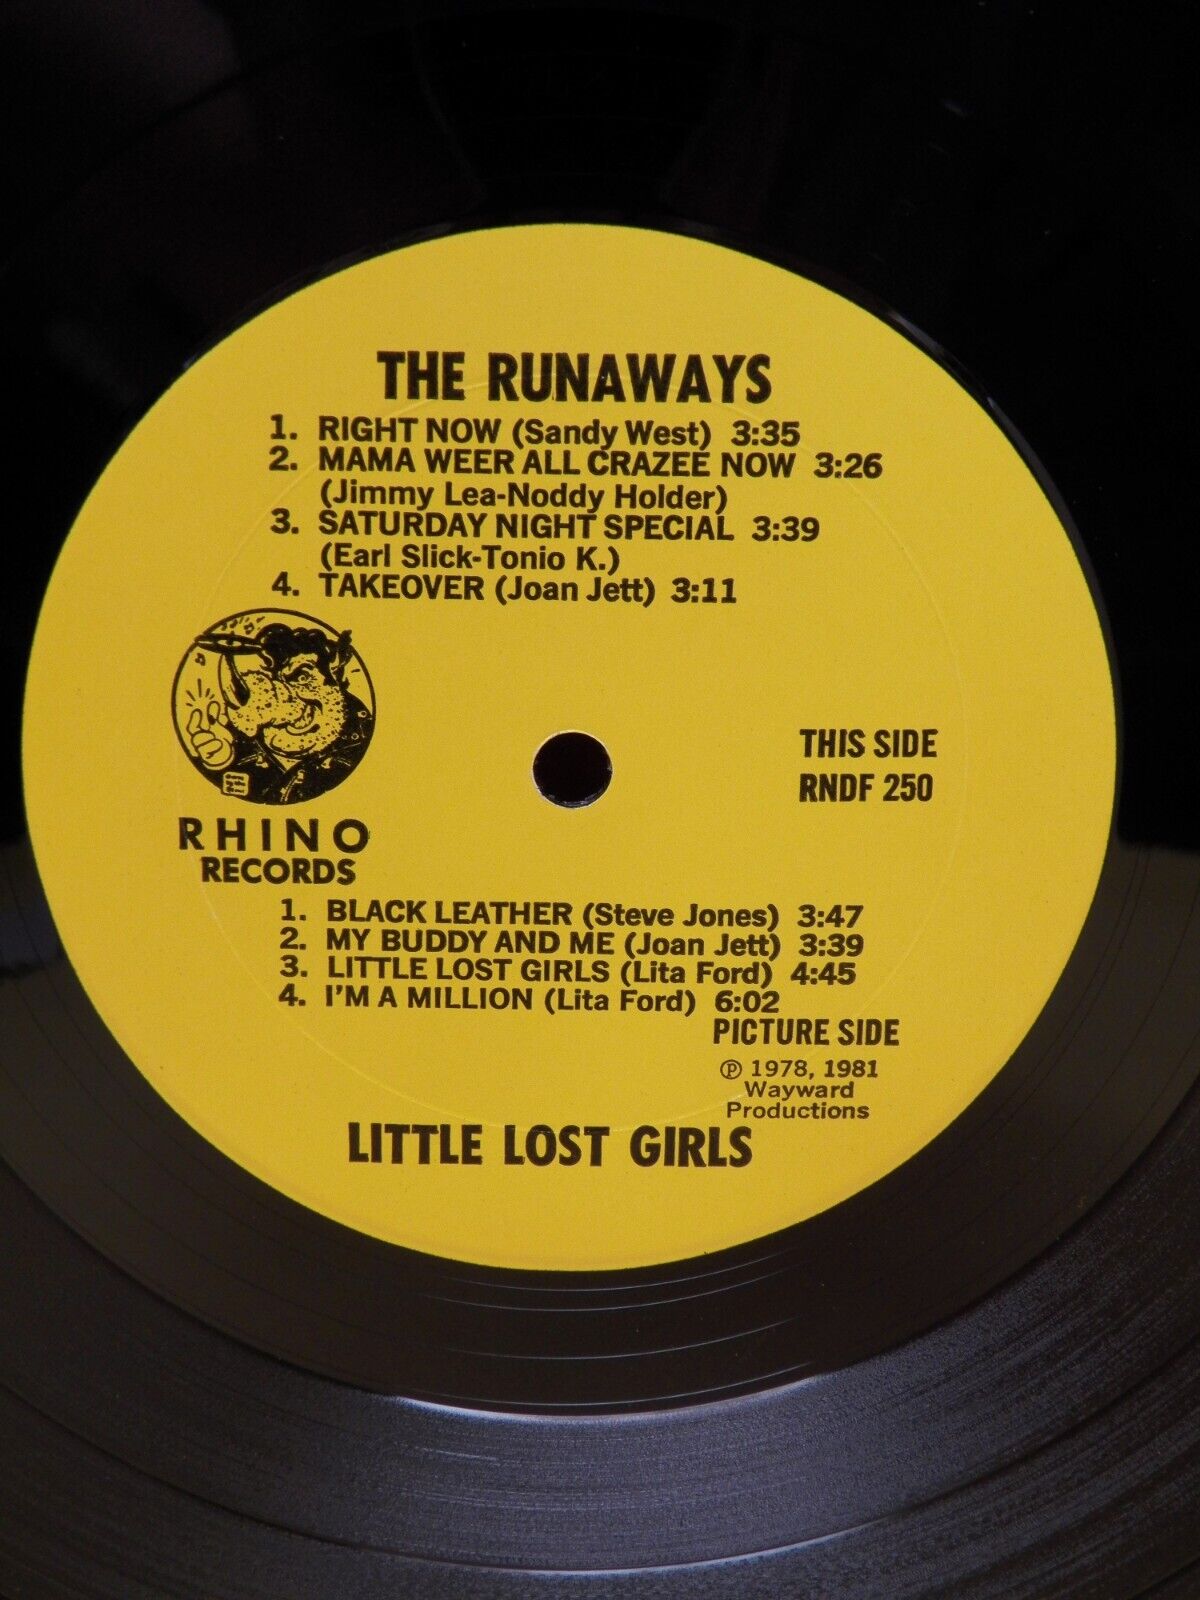 THE RUNAWAYS
1. RIGHT NOW (Sandy West) 3:35
2. MAMA WEER ALL CRAZEE NOW 3:26
(Jimmy Lea-Noddy Holder)
3. SATURDAY NIGHT SPECIAL 3:39
(Earl Slick-Tonio K.)
4. TAKEOVER (Joan Jett) 3:11
THIS SIDE
RNDF 250
RHINO
RECORDS
1. BLACK LEATHER (Steve Jones) 3:47
2. MY BUDDY AND ME (Joan Jett) 3:39
3. LITTLE LOST GIRLS (Lita Ford) 4:45
4. I'M A MILLION (Lita Ford) 6:02
PICTURE SIDE
℗ 1978, 1981
Wayward
Productions
LITTLE LOST GIRLS